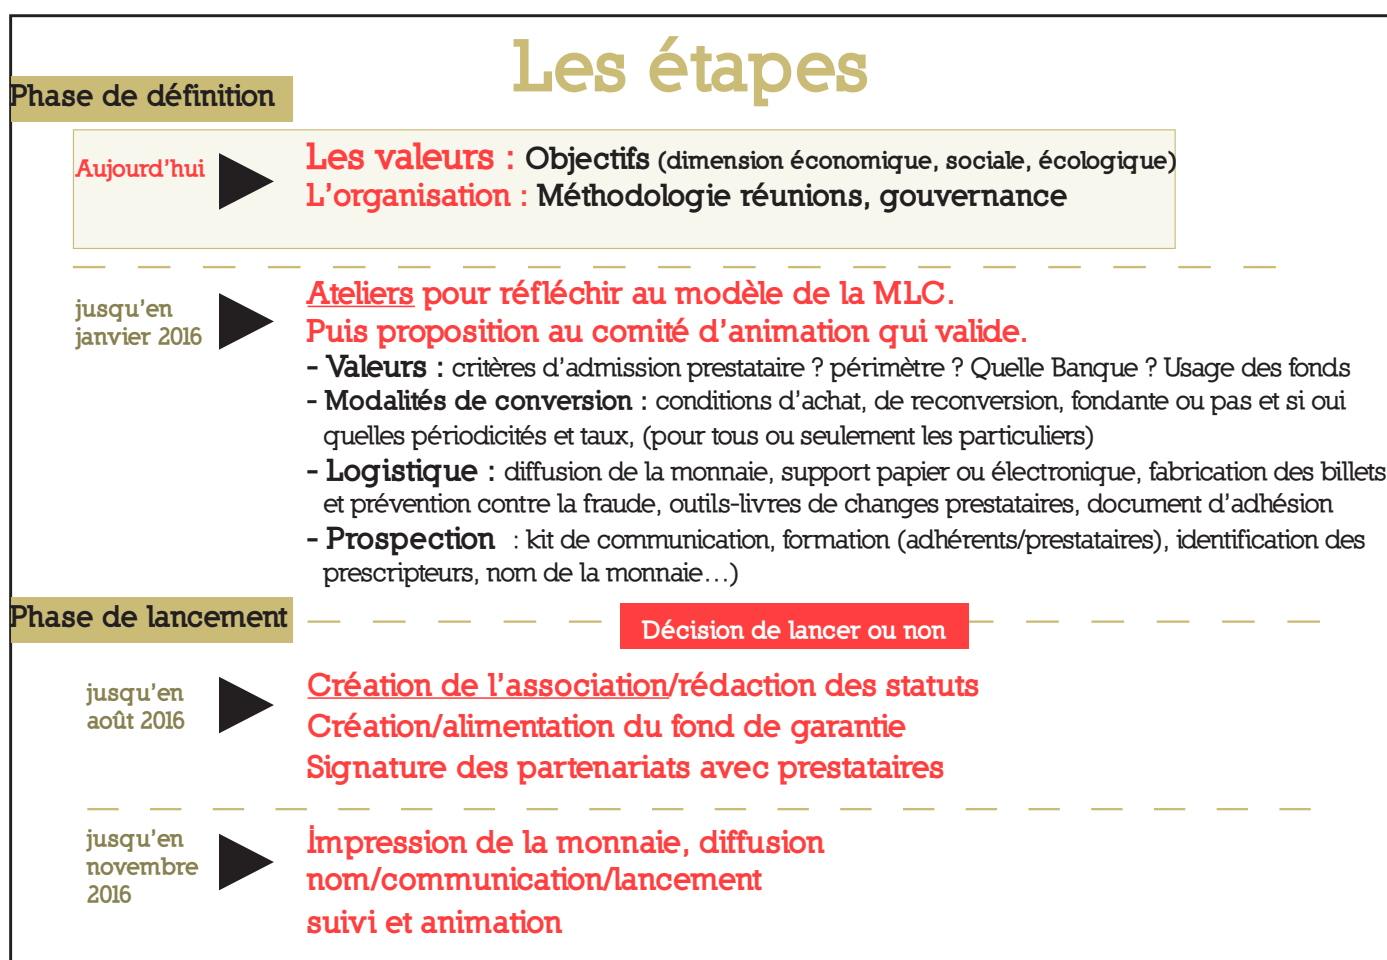 Les étapes
Phase de définition
Aujourd'hui
Les valeurs : Objectifs (dimension économique, sociale, écologique)
L'organisation : Méthodologie réunions, gouvernance
jusqu'en
janvier 2016
Ateliers pour réfléchir au modèle de la MLC.
Puis proposition au comité d'animation qui valide.
- Valeurs : critères d'admission prestataire ? périmètre ? Quelle Banque ? Usage des fonds
- Modalités de conversion : conditions d'achat, de reconversion, fondante ou pas et si oui
quelles périodicités et taux, (pour tous ou seulement les particuliers)
- Logistique : diffusion de la monnaie, support papier ou électronique, fabrication des billets
et prévention contre la fraude, outils-livres de changes prestataires, document d'adhésion
- Prospection : kit de communication, formation (adhérents/prestataires), identification des
prescripteurs, nom de la monnaie…)
Phase de lancement
Décision de lancer ou non
jusqu'en
août 2016
Création de l'association/rédaction des statuts
Création/alimentation du fond de garantie
Signature des partenariats avec prestataires
jusqu'en
novembre
2016
Impression de la monnaie, diffusion
nom/communication/lancement
suivi et animation